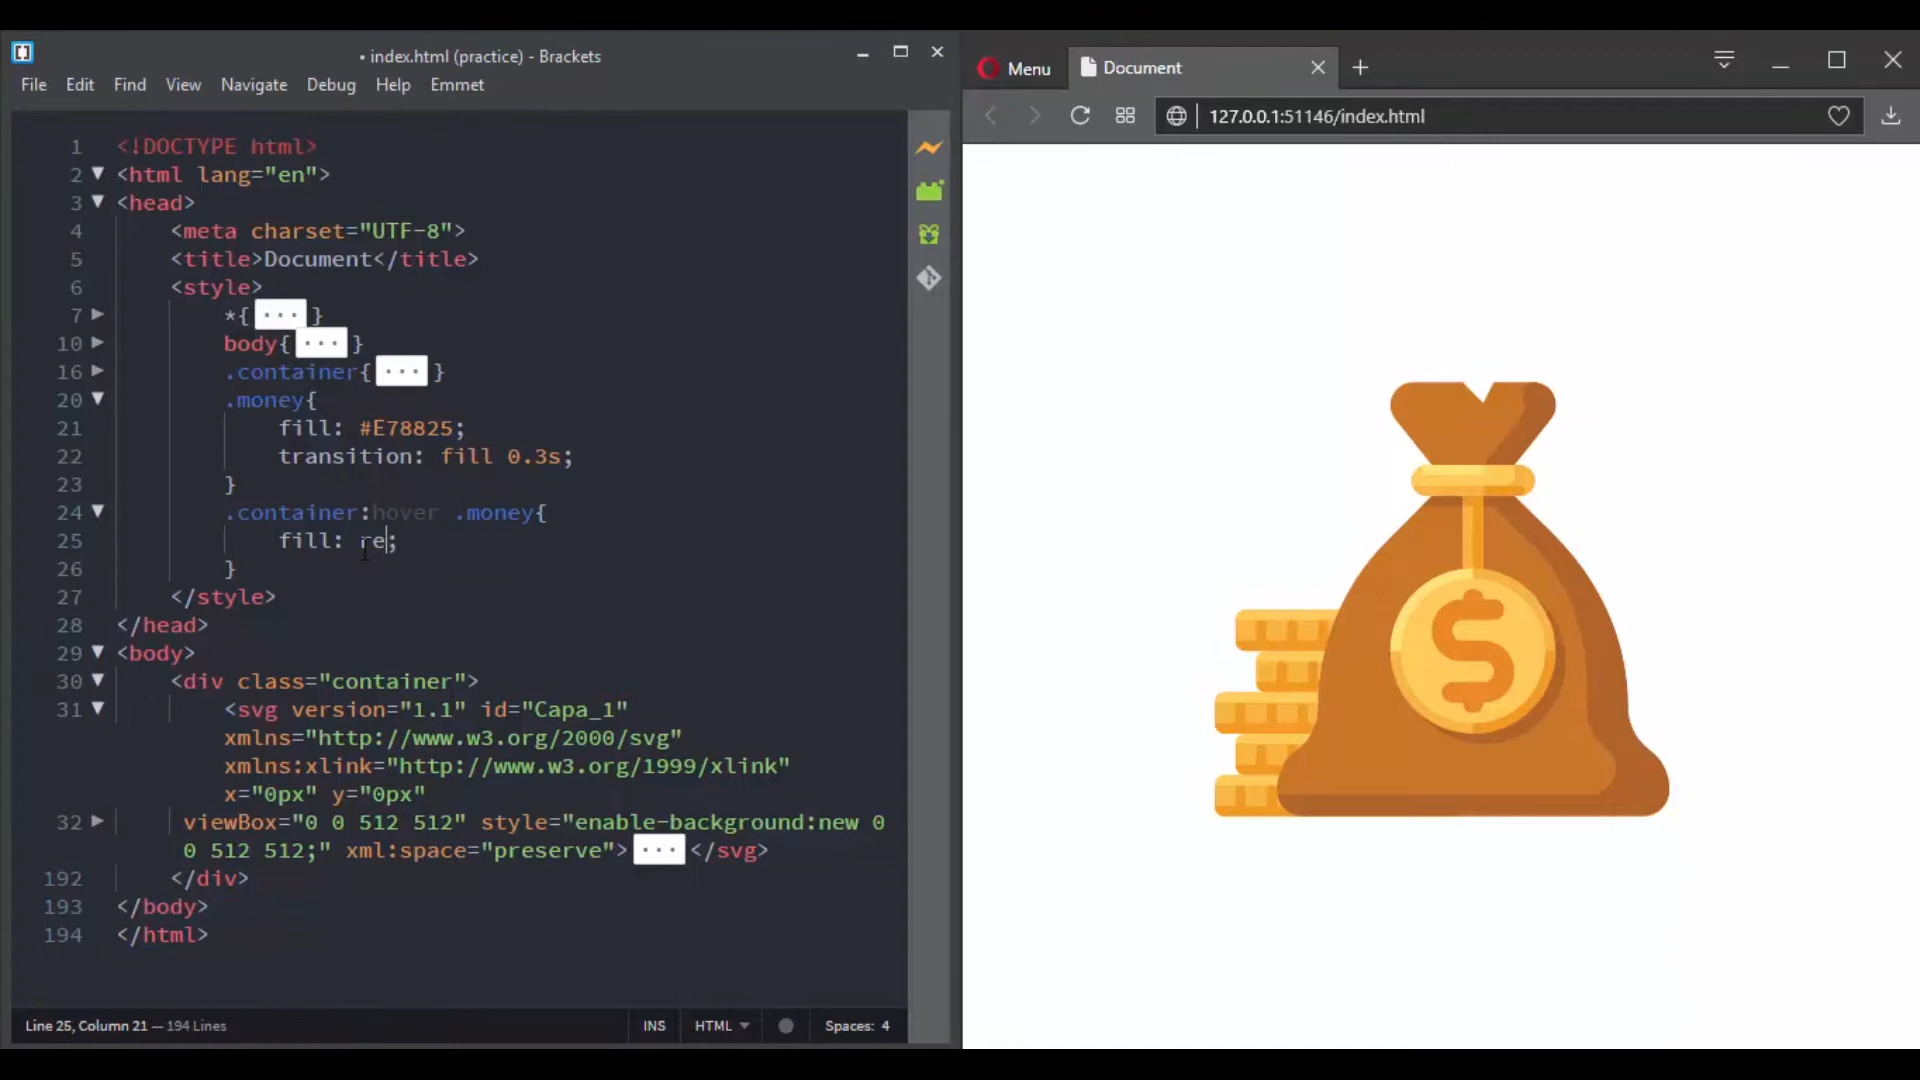 index.html (practice) - Brackets
File Edit Find View Navigate Debug Help Emmet
1 <!DOCTYPE html>
2 <html lang="en">
3 <head>
4 <meta charset="UTF-8">
5 <title>Document</title>
6 <style>
7 *{ ... }
10 body{ ... }
16 .container{ ... }
20 .money{
21 fill: #E78825;
22 transition: fill 0.3s;
23 }
24 .container:hover .money{
25 fill: re;
26 }
27 </style>
28 </head>
29 <body>
30 <div class="container">
31 <svg version="1.1" id="Capa_1"
xmlns="http://www.w3.org/2000/svg"
xmlns:xlink="http://www.w3.org/1999/xlink"
x="0px" y="0px"
32 viewBox="0 0 512 512" style="enable-background:new 0
0 512 512;" xml:space="preserve"> ... </svg>
192 </div>
193 </body>
194 </html>
Line 25, Column 21 — 194 Lines
INS HTML Spaces: 4
Menu Document
127.0.0.1:51146/index.html
$